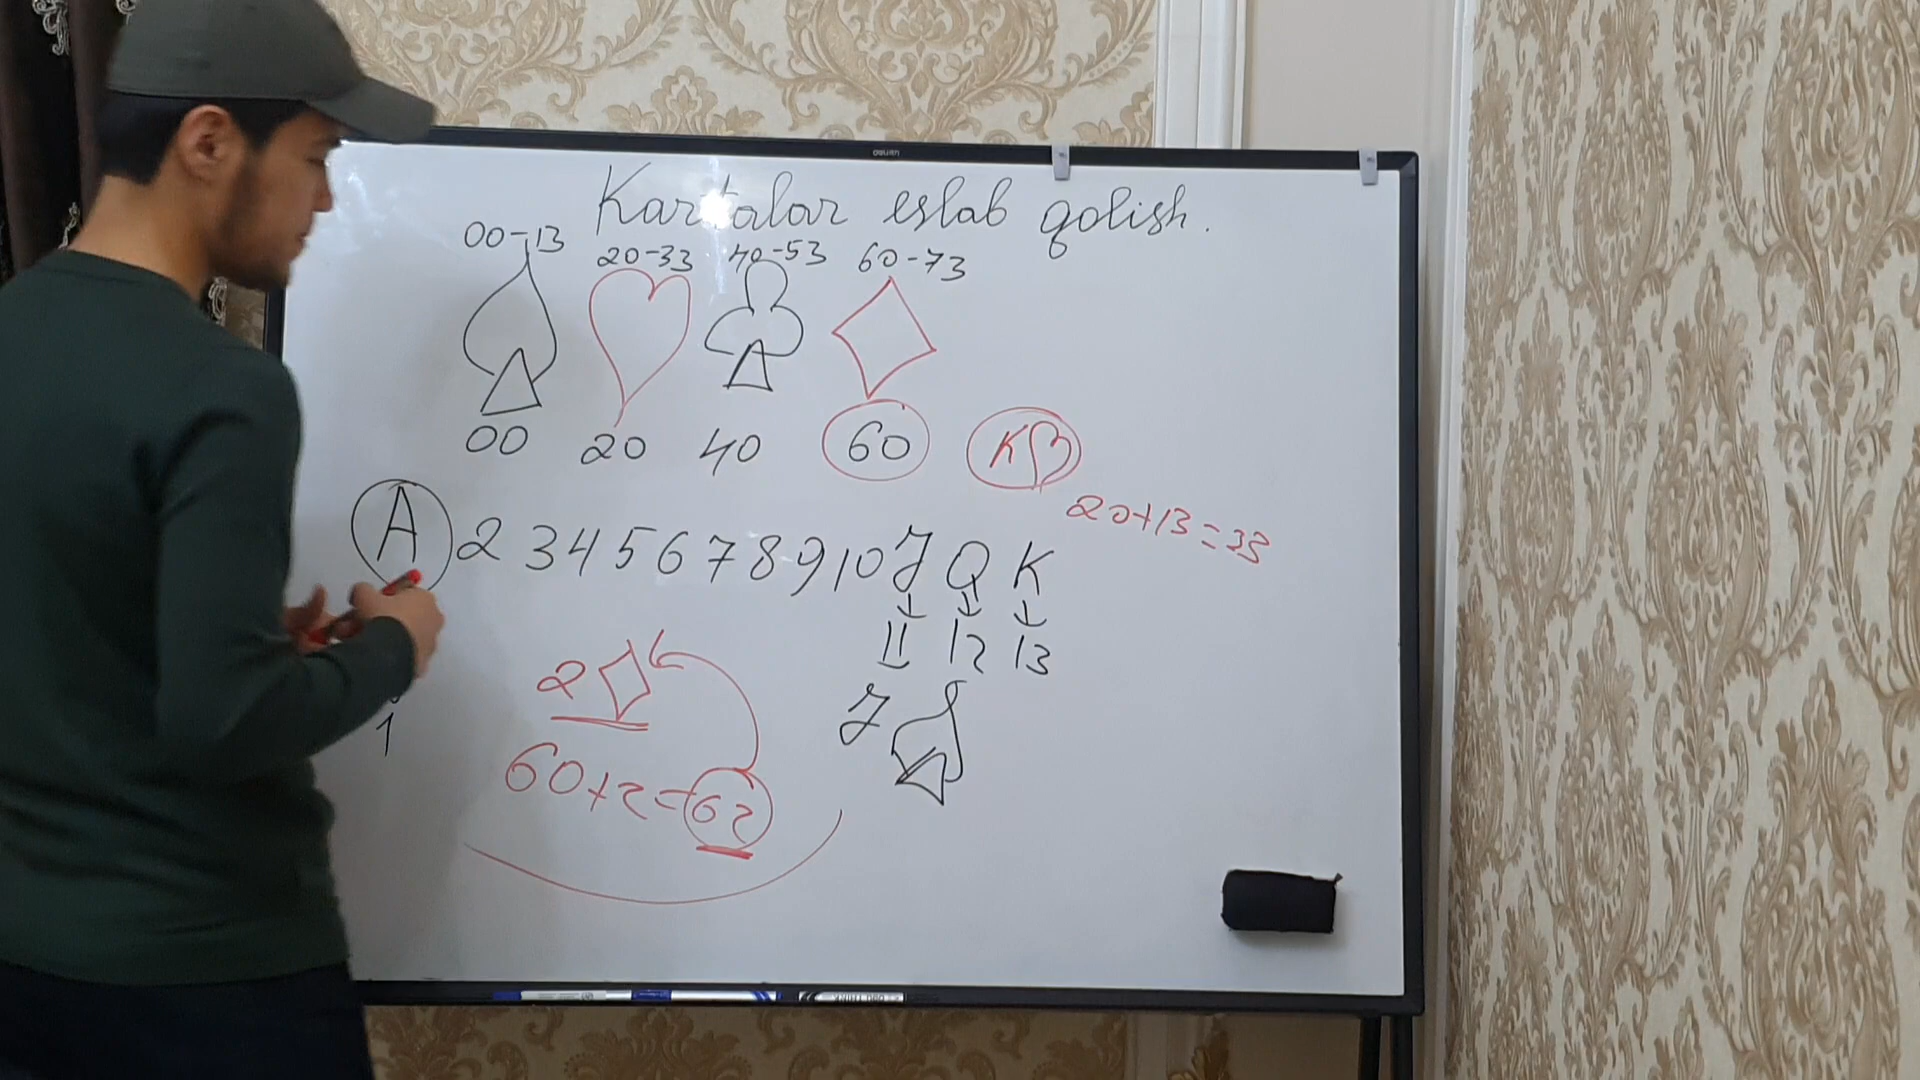 Kartalar eslab qolish.
00-13 20-33 40-53 60-73
00 20 40 60 K
20+13=33
A 2 3 4 5 6 7 8 9 10 J Q K
11 12 13
1
2
J
60+2=62
deli